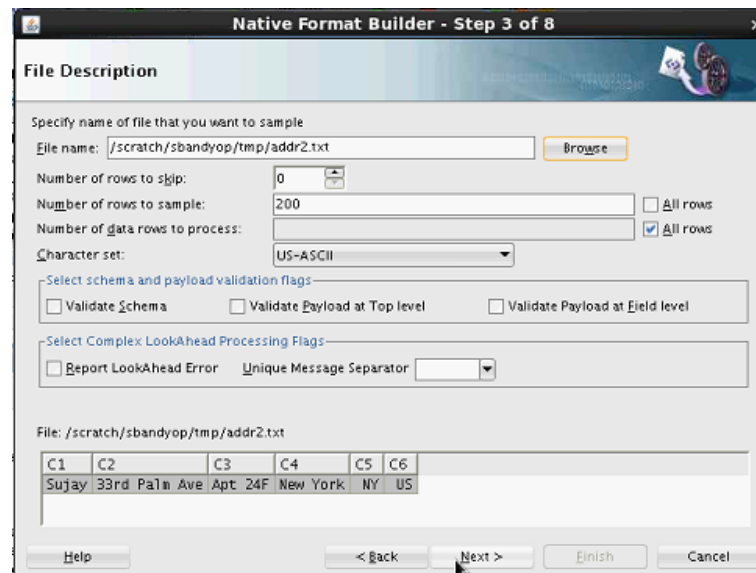 Native Format Builder - Step 3 of 8
File Description
Specify name of file that you want to sample
File name: /scratch/sbandyop/tmp/addr2.txt Browse
Number of rows to skip: 0
Number of rows to sample: 200 All rows
Number of data rows to process: All rows
Character set: US-ASCII
Select schema and payload validation flags
Validate Schema Validate Payload at Top level Validate Payload at Field level
Select Complex LookAhead Processing Flags
Report LookAhead Error Unique Message Separator
File: /scratch/sbandyop/tmp/addr2.txt
C1 C2 C3 C4 C5 C6
Sujay 33rd Palm Ave Apt 24F New York NY US
Help < Back Next > Finish Cancel